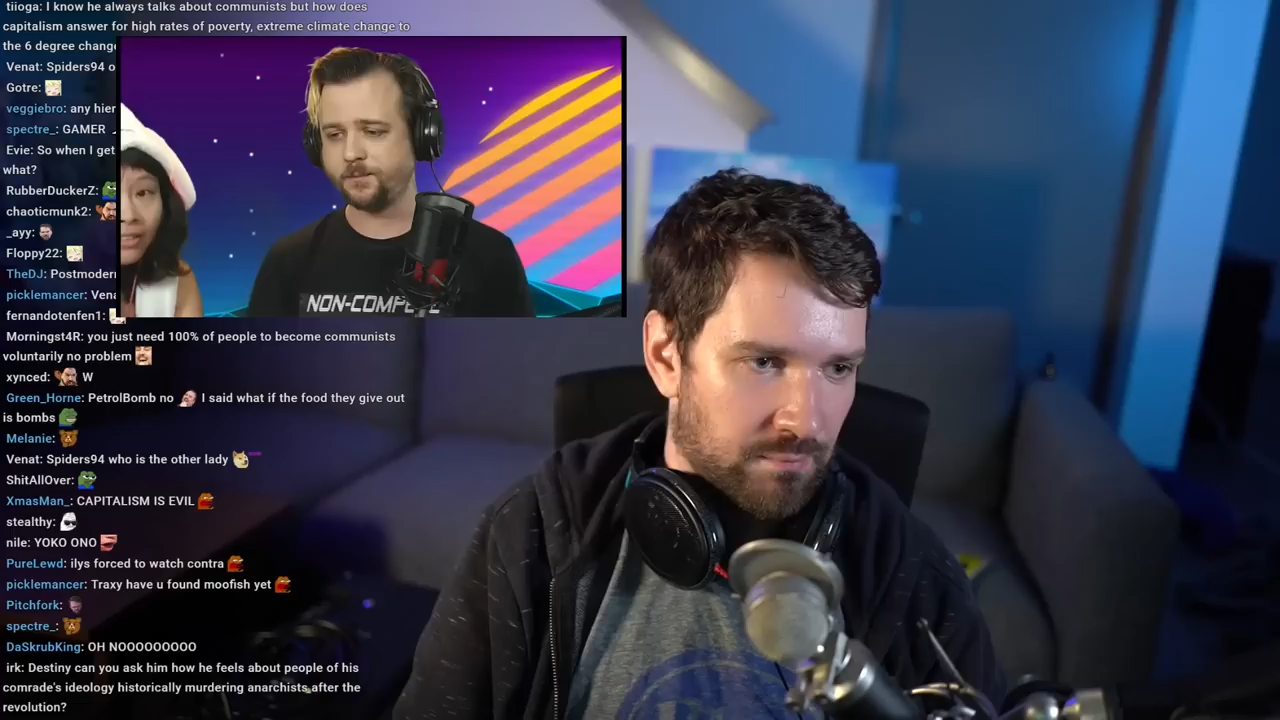 tiioga: I know he always talks about communists but how does
capitalism answer for high rates of poverty, extreme climate change to
the 6 degree change
Venat: Spiders94 o
Gotre:
veggiebro: any hier
spectre_: GAMER
Evie: So when I get
what?
RubberDuckerZ:
chaoticmunk2:
_ayy:
Floppy22:
TheDJ: Postmodern
picklemancer: Vena
fernandotenfen1:
NON-COMPETE
Morningst4R: you just need 100% of people to become communists
voluntarily no problem
xynced: W
Green_Horne: PetrolBomb no I said what if the food they give out
is bombs
Melanie:
Venat: Spiders94 who is the other lady
ShitAllOver:
XmasMan_: CAPITALISM IS EVIL
stealthy:
nile: YOKO ONO
PureLewd: ilys forced to watch contra
picklemancer: Traxy have u found moofish yet
Pitchfork:
spectre_:
DaSkrubKing: OH NOOOOOOOOO
irk: Destiny can you ask him how he feels about people of his
comrade's ideology historically murdering anarchists after the
revolution?